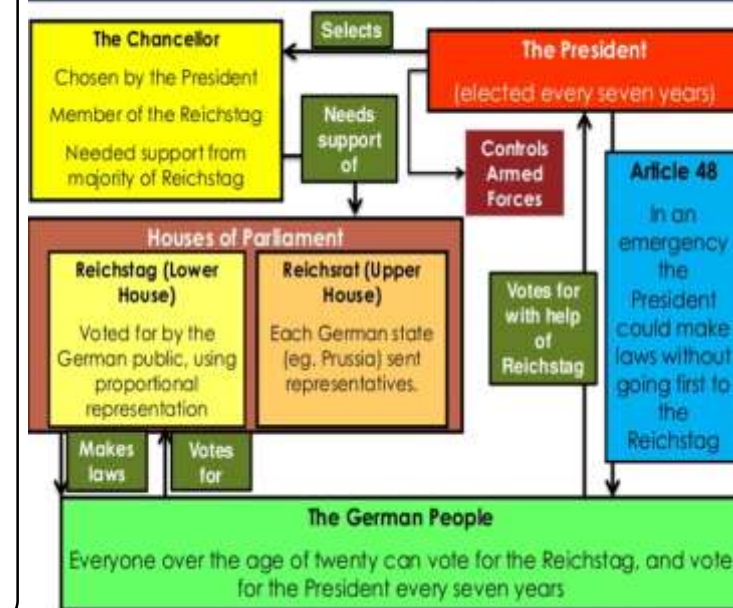 Selects
The Chancellor
Chosen by the President
Member of the Reichstag
Needed support from
majority of Reichstag
The President
(elected every seven years)
Needs
support
of
Controls
Armed
Forces
Article 48
In an
emergency
the
President
could make
laws without
going first to
the
Reichstag
Houses of Parliament
Reichstag (Lower
House)
Voted for by the
German public, using
proportional
representation
Reichsrat (Upper
House)
Each German state
(eg. Prussia) sent
representatives.
Votes for
with help
of
Reichstag
Makes
laws
Votes
for
The German People
Everyone over the age of twenty can vote for the Reichstag, and vote
for the President every seven years